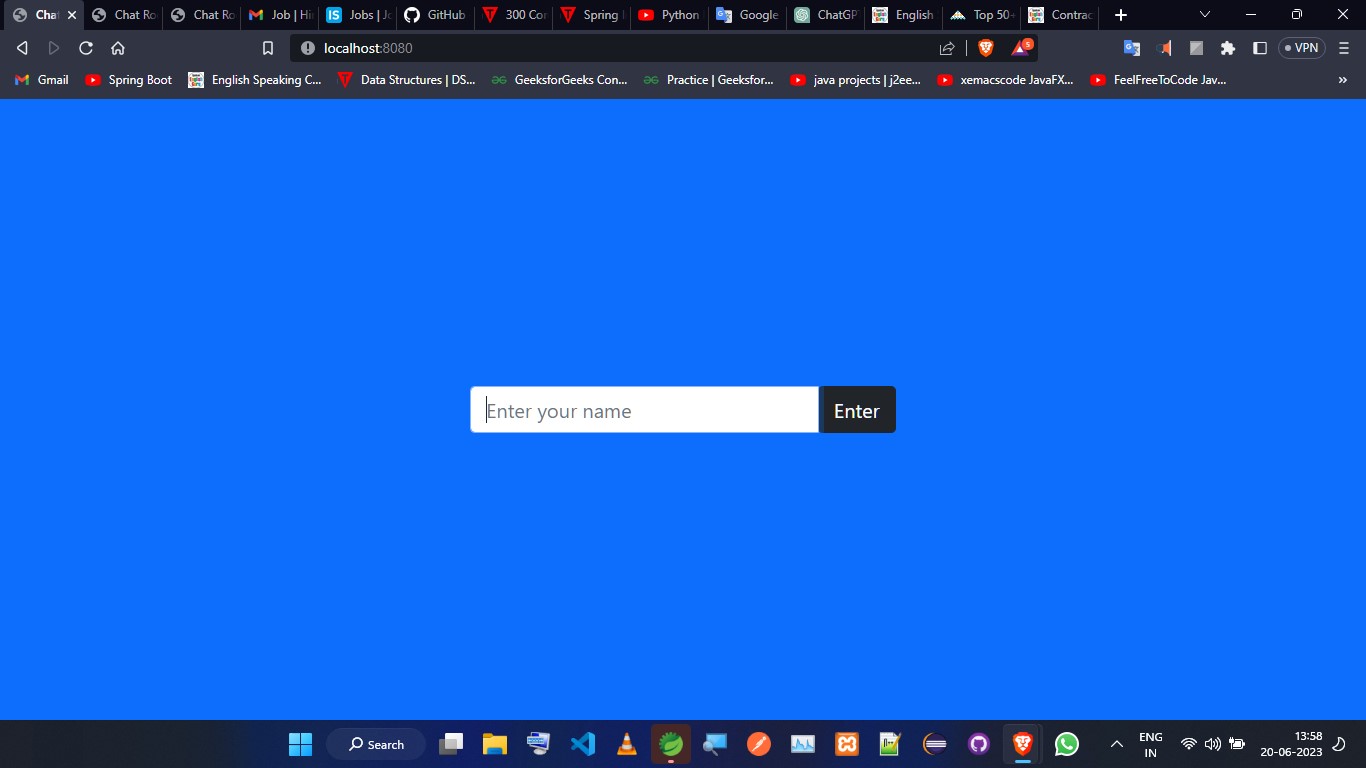 Chat Chat Ro Chat Ro Job | Hi Jobs | Jo GitHub 300 Cor Spring Python Google ChatGP English Top 50+ Contrac
localhost:8080 5 VPN
Gmail Spring Boot English Speaking C... Data Structures | DS... GeeksforGeeks Con... Practice | Geeksfor... java projects | j2ee... xemacscode JavaFX... FeelFreeToCode Jav... »
Enter your name Enter
Search ENG 13:58
IN 20-06-2023